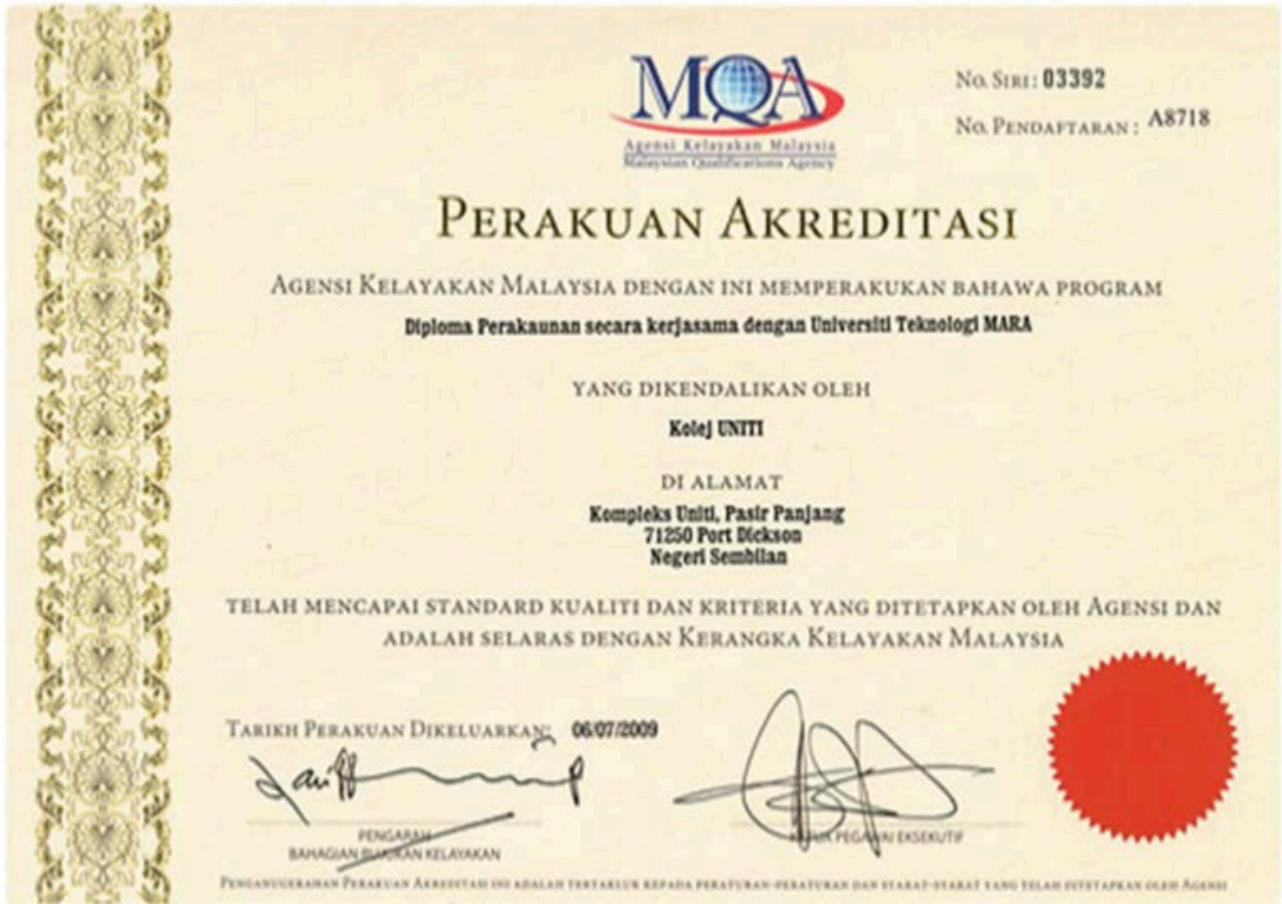 MQA
Agensi Kelayakan Malaysia
Malaysian Qualifications Agency
No. Siri: 03392
No. Pendaftaran: A8718
Perakuan Akreditasi
Agensi Kelayakan Malaysia dengan ini memperakukan bahawa program
Diploma Perakaunan secara kerjasama dengan Universiti Teknologi MARA
yang dikendalikan oleh
Kolej UNITI
di alamat
Kompleks Uniti, Pasir Panjang
71250 Port Dickson
Negeri Sembilan
telah mencapai standard kualiti dan kriteria yang ditetapkan oleh Agensi dan
adalah selaras dengan Kerangka Kelayakan Malaysia
Tarikh Perakuan Dikeluarkan: 06/07/2009
PENGARAH
BAHAGIAN RUJUKAN KELAYAKAN
KETUA PEGAWAI EKSEKUTIF
Penganugerahan Perakuan Akreditasi ini adalah tertakluk kepada peraturan-peraturan dan syarat-syarat yang telah ditetapkan oleh Agensi